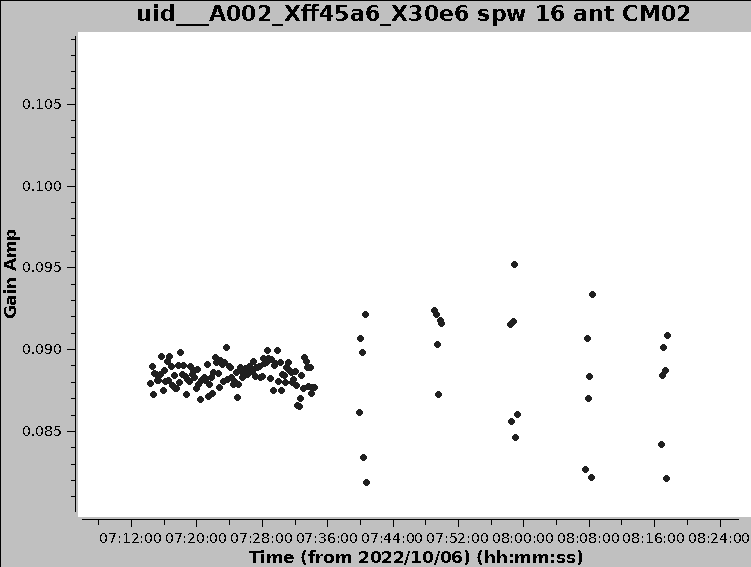 uid___A002_Xff45a6_X30e6 spw 16 ant CM02
0.105
0.100
0.095
0.090
0.085
Gain Amp
07:12:00 07:20:00 07:28:00 07:36:00 07:44:00 07:52:00 08:00:00 08:08:00 08:16:00 08:24:00
Time (from 2022/10/06) (hh:mm:ss)